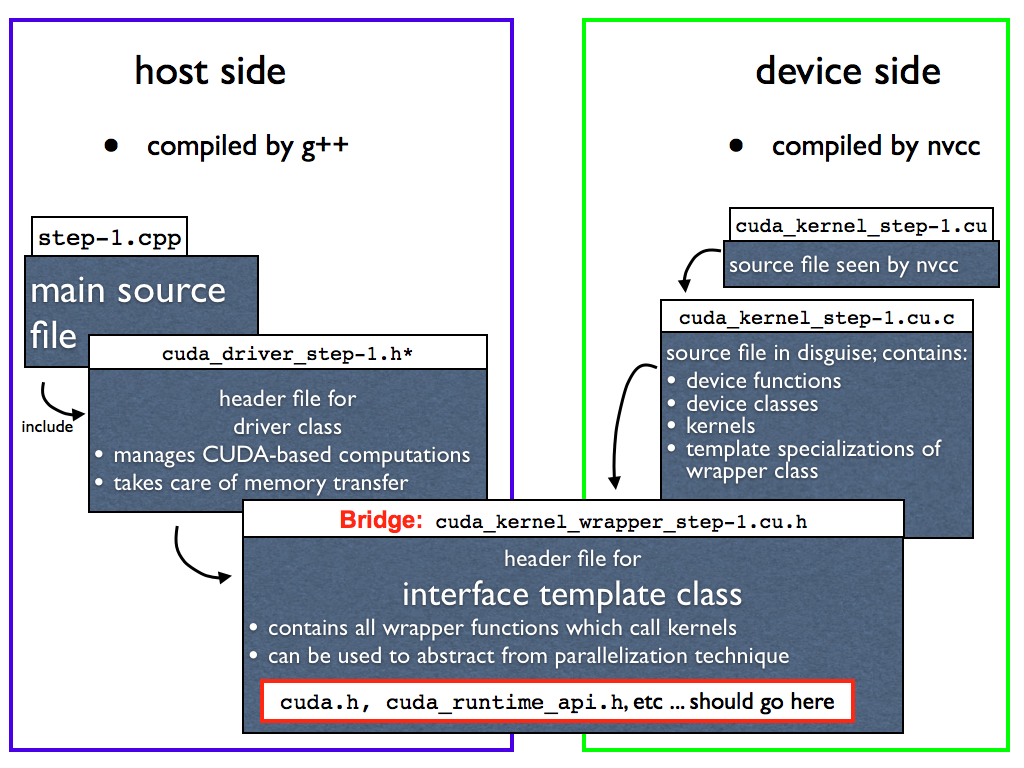 host side
• compiled by g++
step-1.cpp
main source
file
include
cuda_driver_step-1.h*
header file for
driver class
• manages CUDA-based computations
• takes care of memory transfer
device side
• compiled by nvcc
cuda_kernel_step-1.cu
source file seen by nvcc
cuda_kernel_step-1.cu.c
source file in disguise; contains:
• device functions
• device classes
• kernels
• template specializations of
wrapper class
Bridge: cuda_kernel_wrapper_step-1.cu.h
header file for
interface template class
• contains all wrapper functions which call kernels
• can be used to abstract from parallelization technique
cuda.h, cuda_runtime_api.h, etc ... should go here